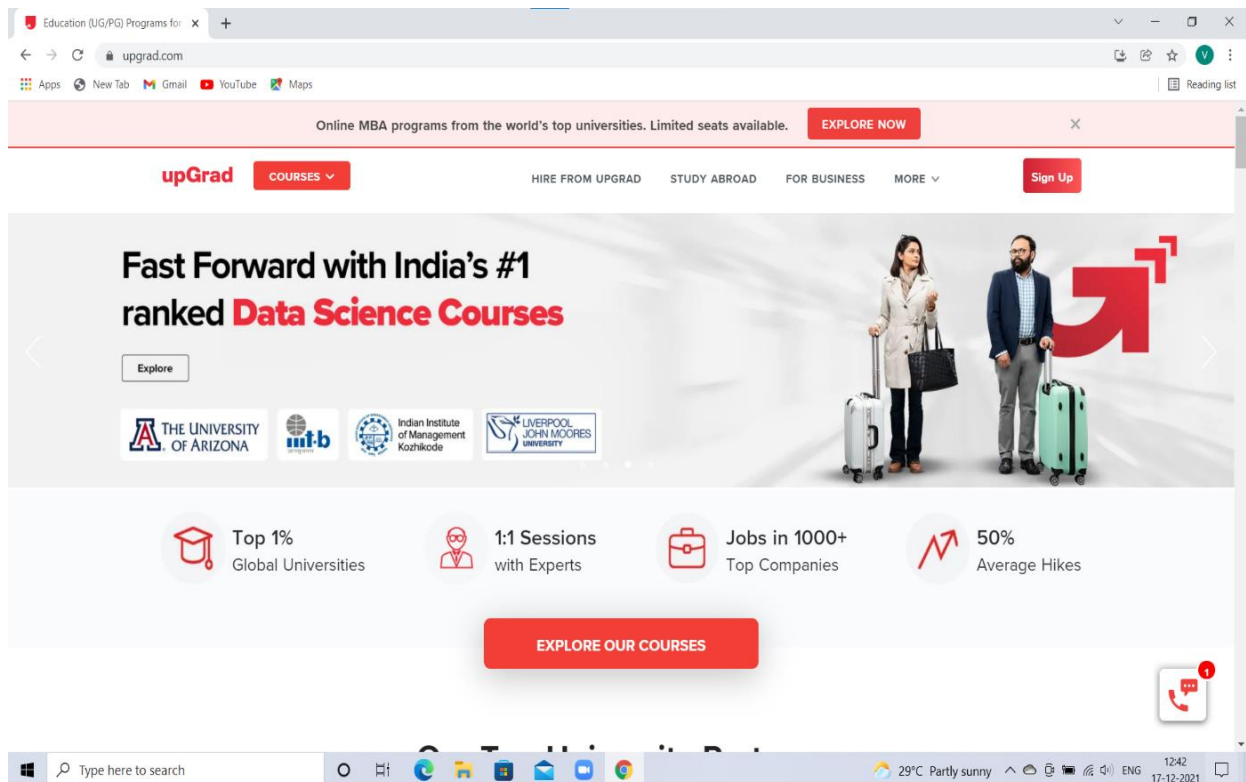 Education (UG/PG) Programs for
upgrad.com
V
Apps New Tab Gmail YouTube Maps Reading list
Online MBA programs from the world's top universities. Limited seats available. EXPLORE NOW
upGrad COURSES HIRE FROM UPGRAD STUDY ABROAD FOR BUSINESS MORE Sign Up
Fast Forward with India's #1
ranked Data Science Courses
Explore
THE UNIVERSITY
OF ARIZONA
iiit-b
Indian Institute
of Management
Kozhikode
LIVERPOOL
JOHN MOORES
UNIVERSITY
Top 1%
Global Universities
1:1 Sessions
with Experts
Jobs in 1000+
Top Companies
50%
Average Hikes
EXPLORE OUR COURSES
1
Type here to search
29°C Partly sunny ENG
12:42
17-12-2021